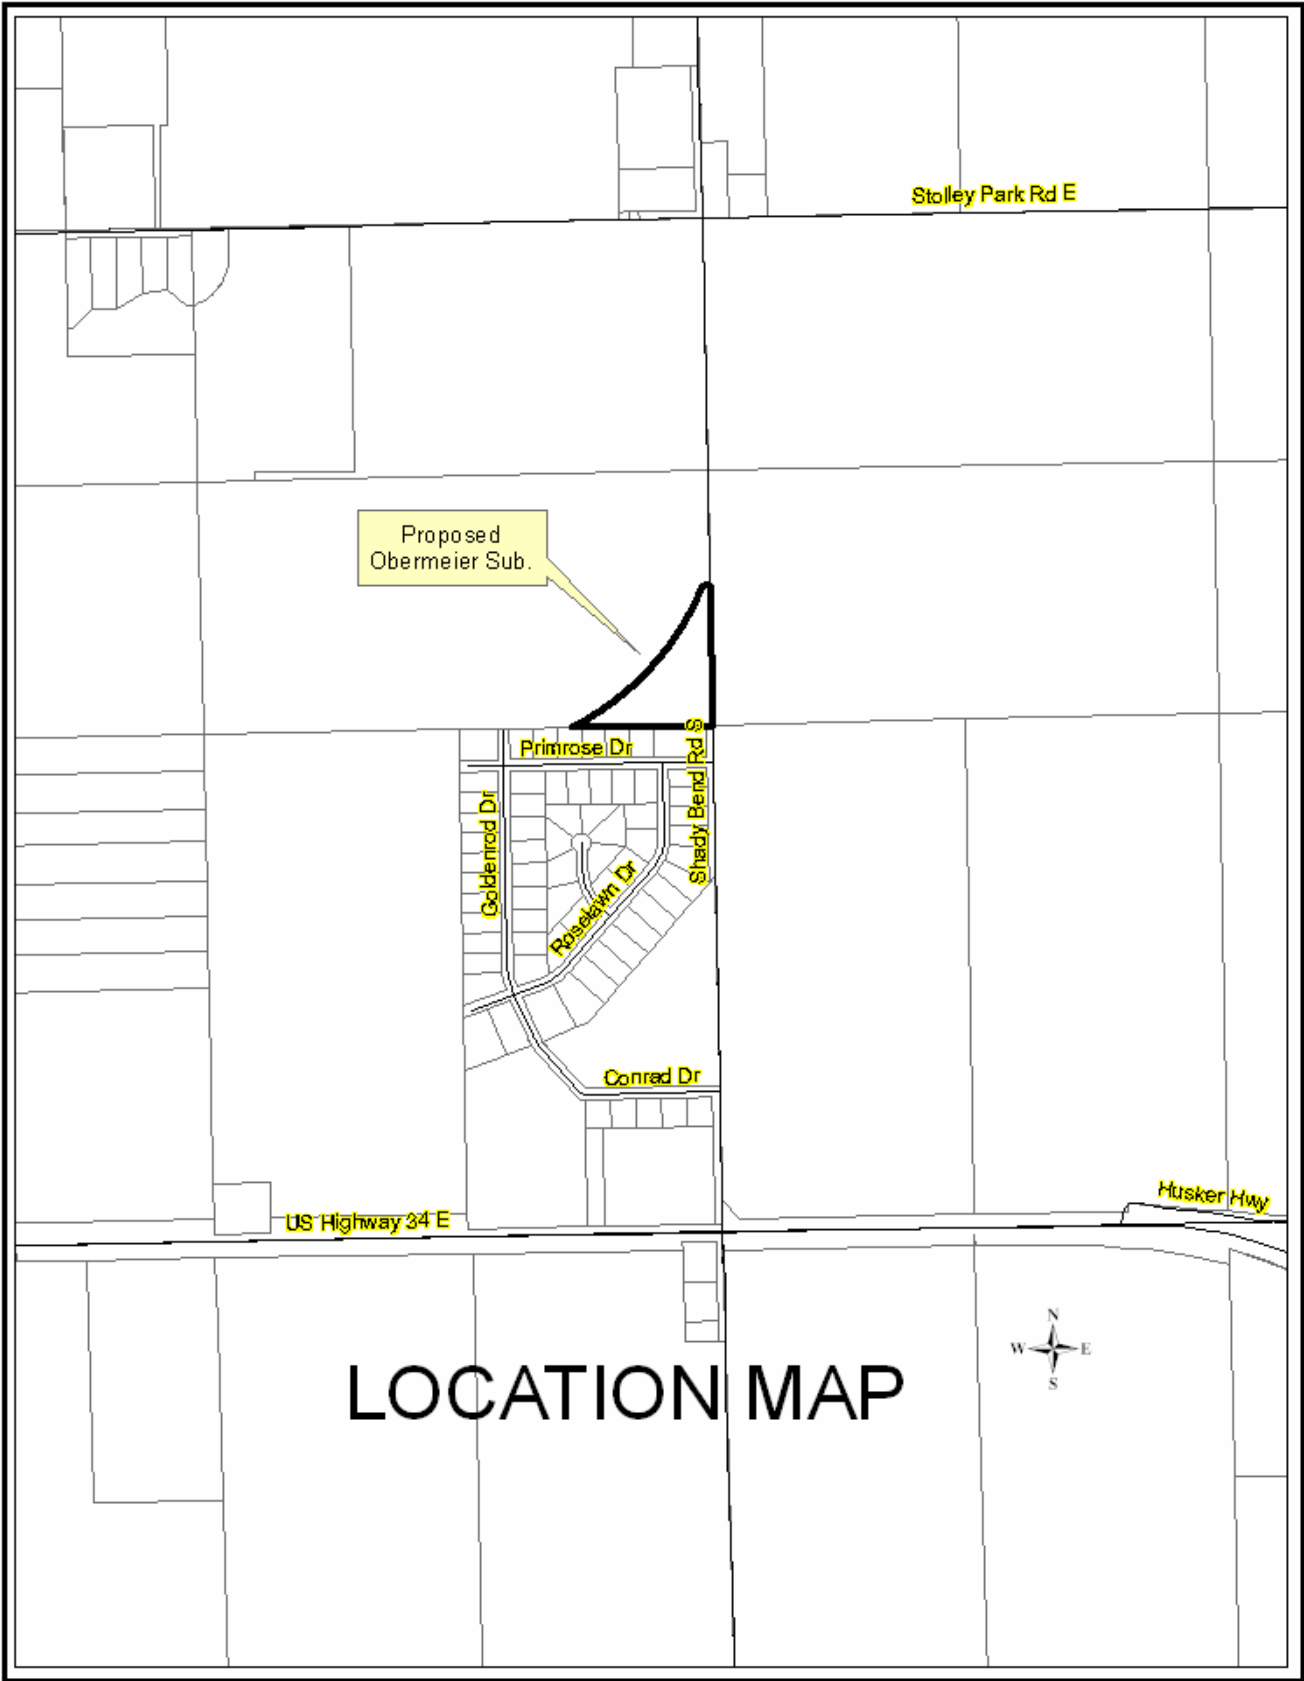 Stolley Park Rd E
Proposed
Obermeier Sub.
Primrose Dr
Shady Bend Rd S
Goldenrod Dr
Roselawn Dr
Conrad Dr
Husker Hwy
US Highway 34 E
N
W E
S
LOCATION MAP